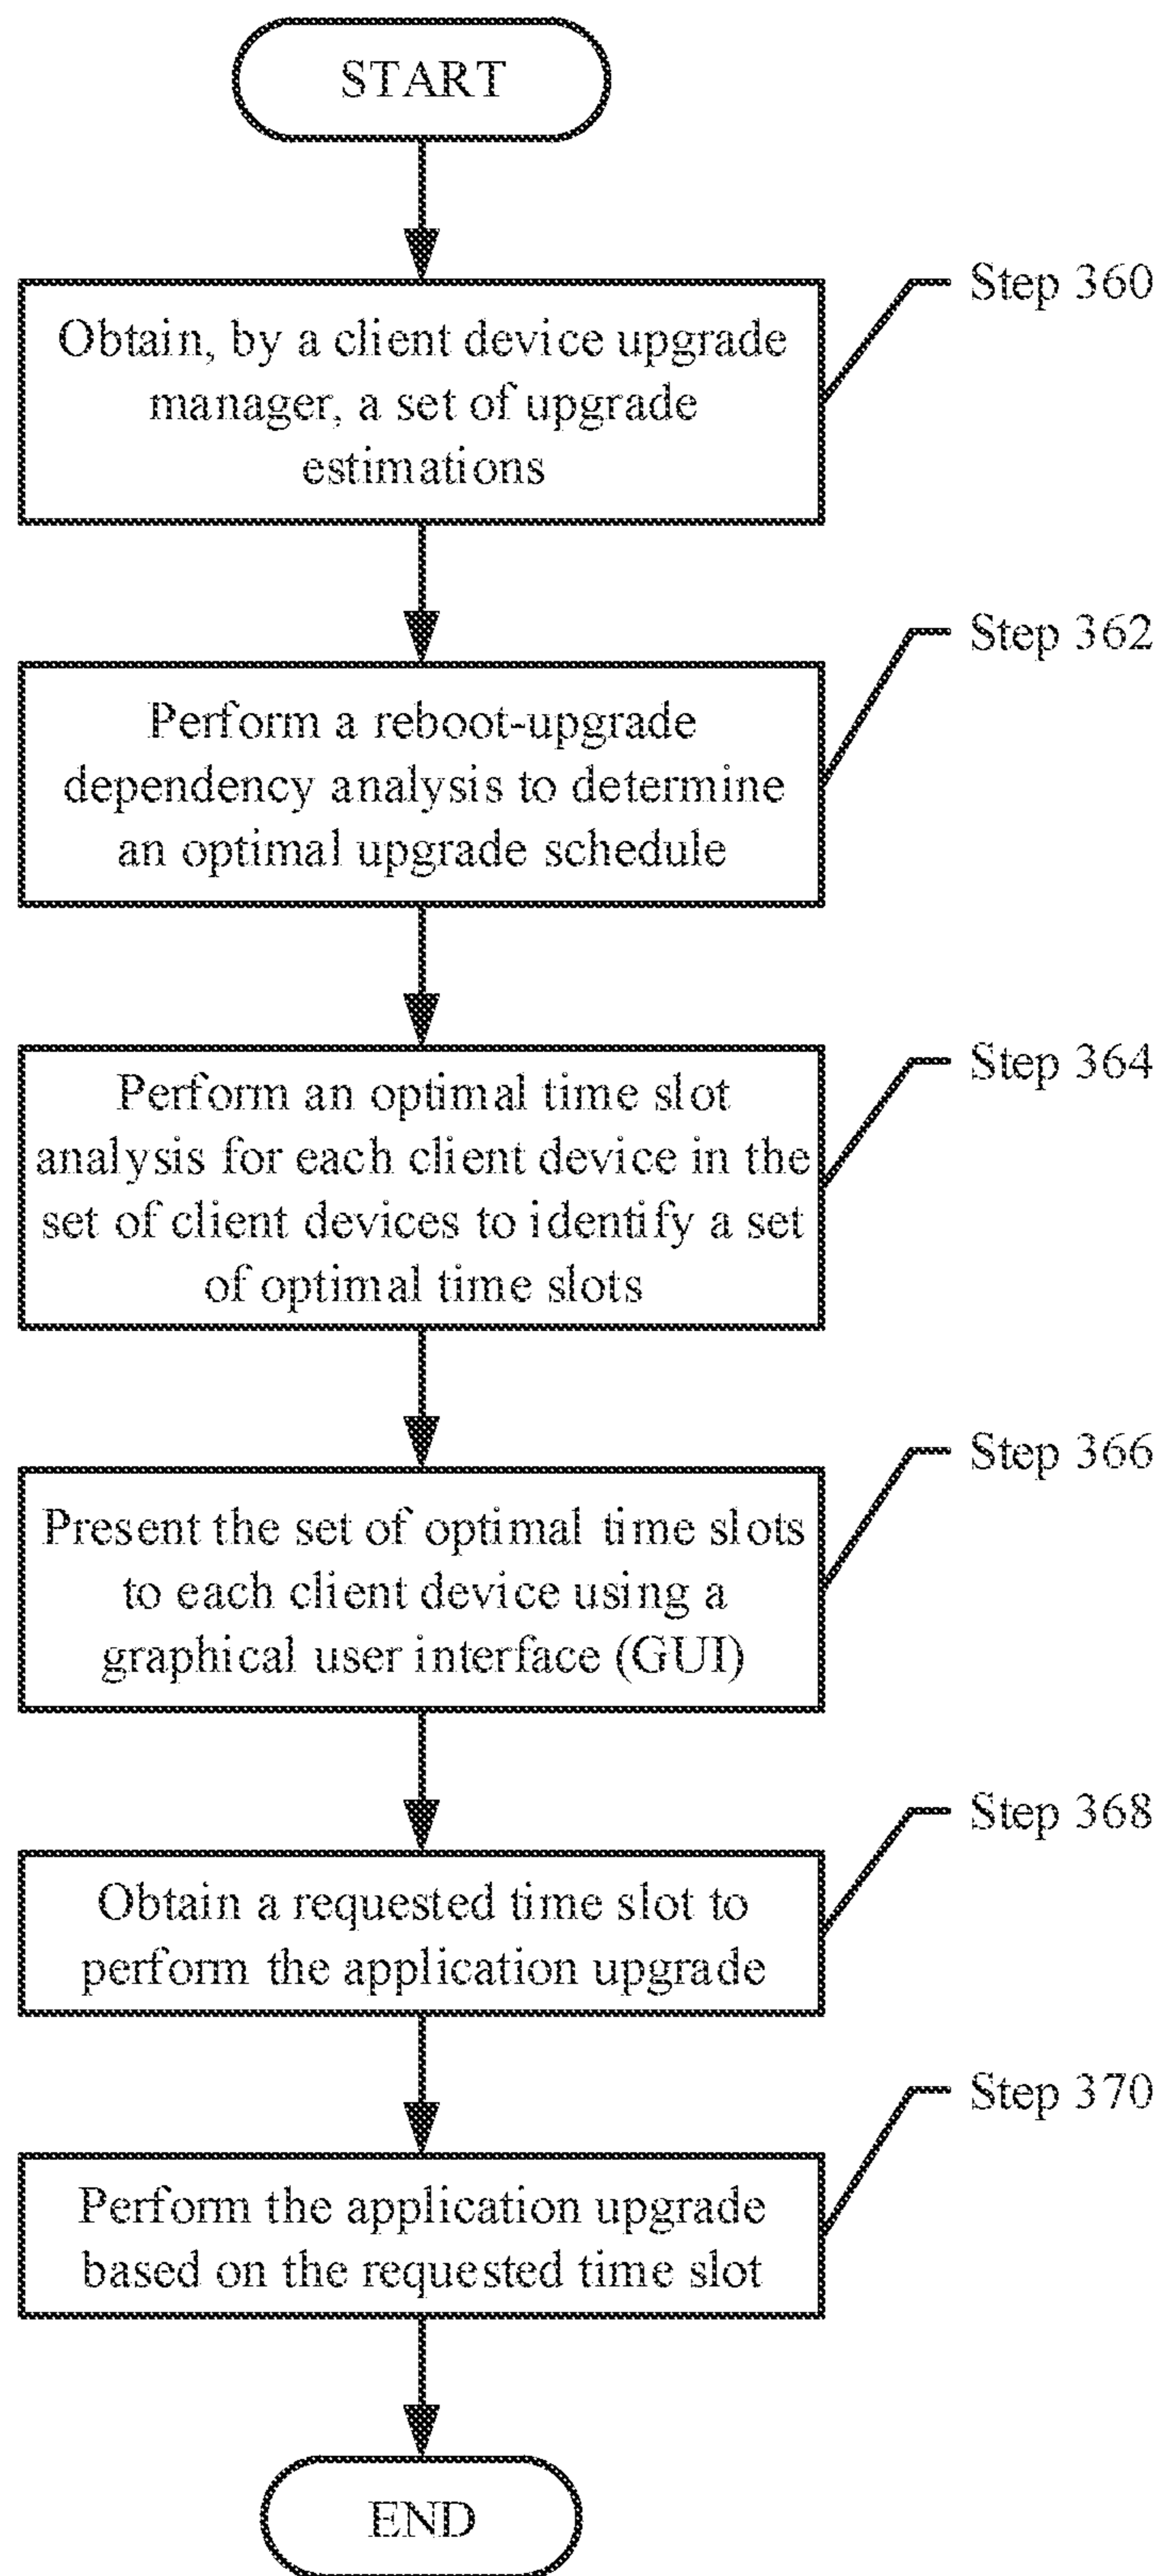 START
Step 360
Obtain, by a client device upgrade
manager, a set of upgrade
estimations
Step 362
Perform a reboot-upgrade
dependency analysis to determine
an optimal upgrade schedule
Step 364
Perform an optimal time slot
analysis for each client device in the
set of client devices to identify a set
of optimal time slots
Step 366
Present the set of optimal time slots
to each client device using a
graphical user interface (GUI)
Step 368
Obtain a requested time slot to
perform the application upgrade
Step 370
Perform the application upgrade
based on the requested time slot
END